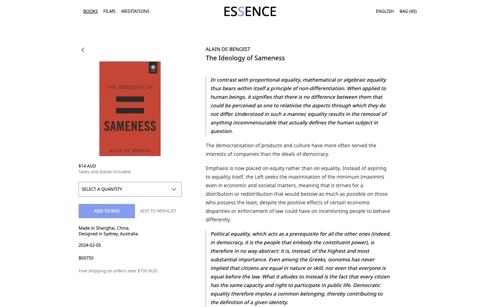 BOOKS FILMS MEDITATIONS
ESSENCE
ENGLISH BAG (45)
THE IDEOLOGY OF
SAMENESS
ALAIN DE BENOIST
$14 AUD
Taxes and duties included
SELECT A QUANTITY
ADD TO BAG ADD TO WISHLIST
Made in Shanghai, China.
Designed in Sydney, Australia.
2024-02-05
B00755
Free shipping on orders over $100 AUD
ALAIN DE BENOIST
The Ideology of Sameness
In contrast with proportional equality, mathematical or algebraic equality
thus bears within itself a principle of non-differentiation. When applied to
human beings, it signifies that there is no difference between them that
could be perceived as one to relativise the aspects through which they do
not differ. Understood in such a manner, equality results in the removal of
anything incommensurable that actually defines the human subject in
question.
The democratisation of products and culture have more often served the
interests of companies than the ideals of democracy.
Emphasis is now placed on equity rather than on equality. Instead of aspiring
to equality itself, the Left seeks the maximisation of the minimum (maximin)
even in economic and societal matters, meaning that it strives for a
distribution or redistribution that would bestow as much as possible on those
who possess the least, despite the positive effects of certain economic
disparities or enforcement of law could have on incentivising people to behave
differently.
Political equality, which acts as a prerequisite for all the other ones (indeed,
in democracy, it is the people that embody the constituent power), is
therefore in no way abstract: it is, instead, of the highest and most
substantial importance. Even among the Greeks, isonomia has never
implied that citizens are equal in nature or skill, nor even that everyone is
equal before the law. What it alludes to instead is the fact that every citizen
has the same capacity and right to participate in public life. Democratic
equality therefore implies a common belonging, thereby contributing to
the definition of a given identity.